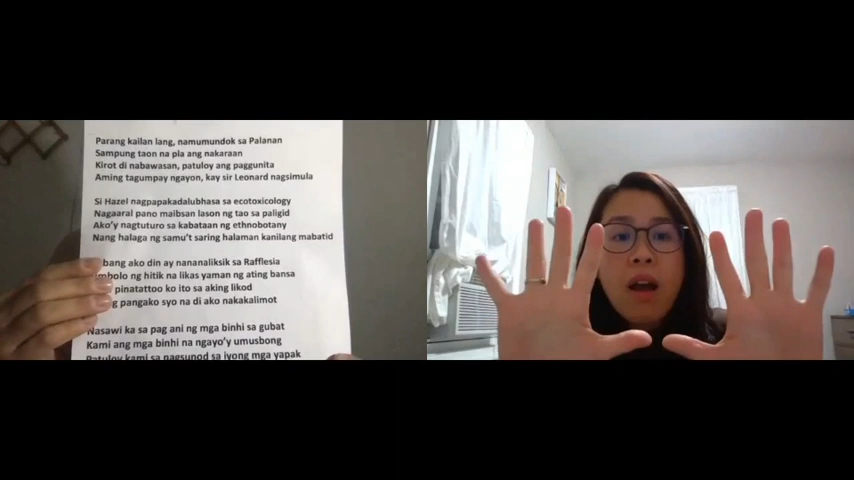 Parang kailan lang, namumundok sa Palanan
Sampung taon na pla ang nakaraan
Kirot di nabawasan, patuloy ang paggunita
Aming tagumpay ngayon, kay sir Leonard nagsimula
Si Hazel nagpapakadalubhasa sa ecotoxicology
Nagaaral pano maibsan lason ng tao sa paligid
Ako'y nagtuturo sa kabataan ng ethnobotany
Nang halaga ng samu't saring halaman kanilang mabatid
bang ako din ay nananaliksik sa Rafflesia
mbolo ng hitik na likas yaman ng ating bansa
pinatattoo ko ito sa aking likod
g pangako syo na di ako nakakalimot
Nasawi ka sa pag ani ng mga binhi sa gubat
Kami ang mga binhi na ngayo'y umusbong
Patuloy kami sa pagsunod sa iyong mga yapak